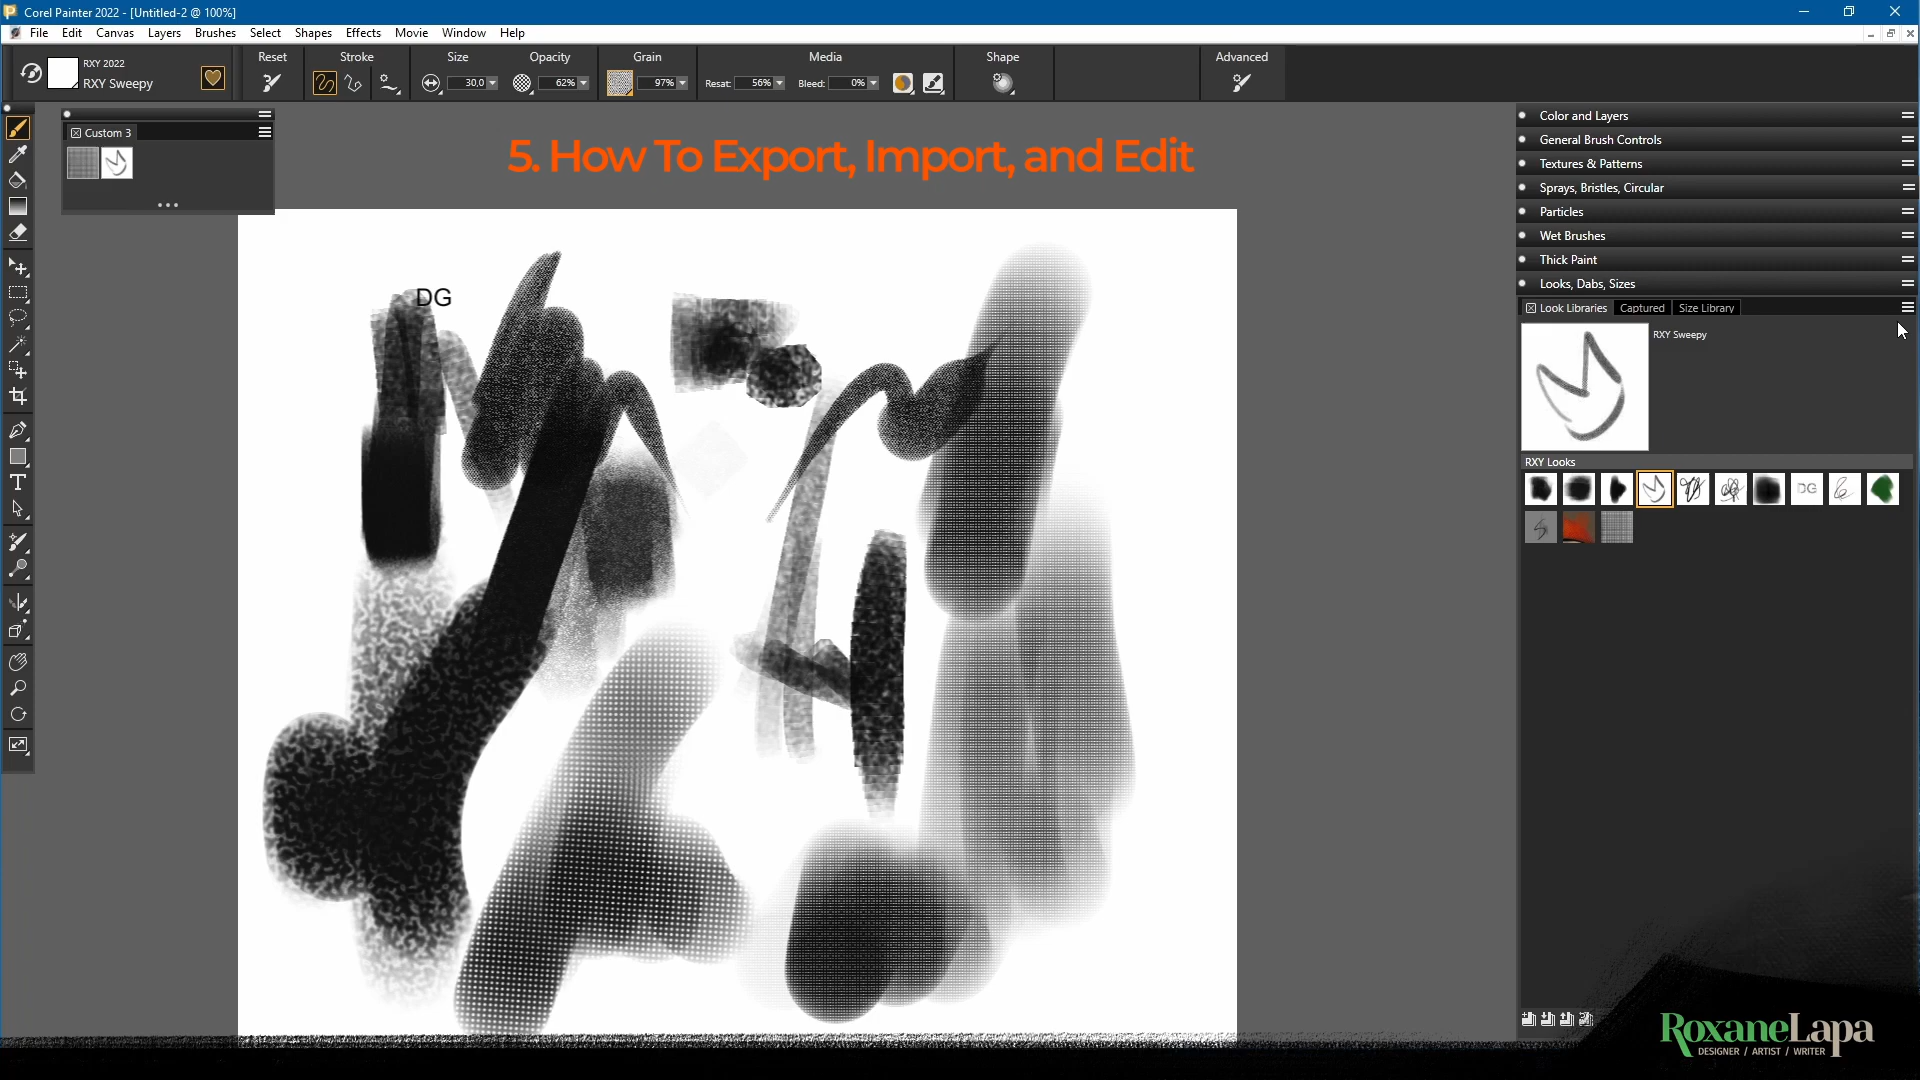 Corel Painter 2022 - [Untitled-2 @ 100%]
File Edit Canvas Layers Brushes Select Shapes Effects Movie Window Help
RXY 2022
RXY Sweepy
Reset Stroke Size Opacity Grain Media Shape Advanced
30,0 62% 97% Resat: 56% Bleed: 0%
Custom 3
5. How To Export, Import, and Edit
DG
Color and Layers
General Brush Controls
Textures & Patterns
Sprays, Bristles, Circular
Particles
Wet Brushes
Thick Paint
Looks, Dabs, Sizes
Look Libraries Captured Size Library
RXY Sweepy
RXY Looks
DG
RoxaneLapa
DESIGNER / ARTIST / WRITER